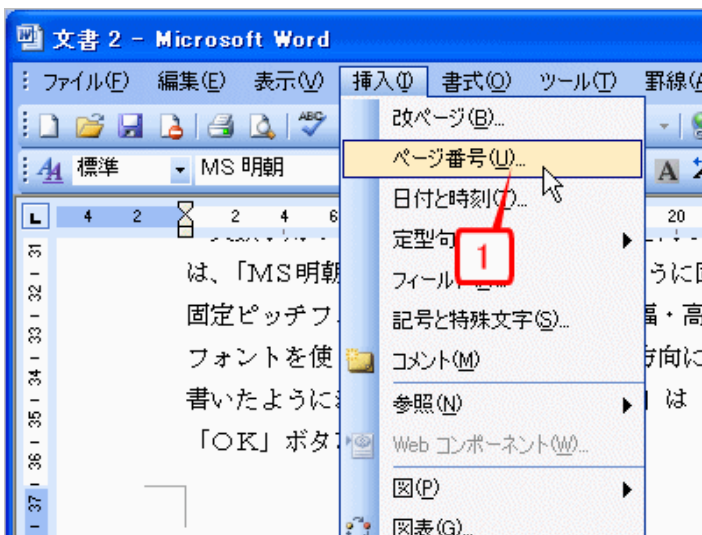 文書 2 - Microsoft Word
ファイル(F) 編集(E) 表示(V) 挿入(I) 書式(O) ツール(T) 罫線(A
ABC
標準 MS 明朝
改ページ(B)...
ページ番号(U)...
日付と時刻(T)...
定型句
フィールド
記号と特殊文字(S)...
コメント(M)
参照(N)
Web コンポーネント(W)...
図(P)
図表(G)...
1
L 4 2 2 4 6 20
31
32
33
34
35
36
37
は、「MS明朝 うに固
固定ピッチフ 幅・高
フォントを使 方向に
書いたように は
「OK」ボタ